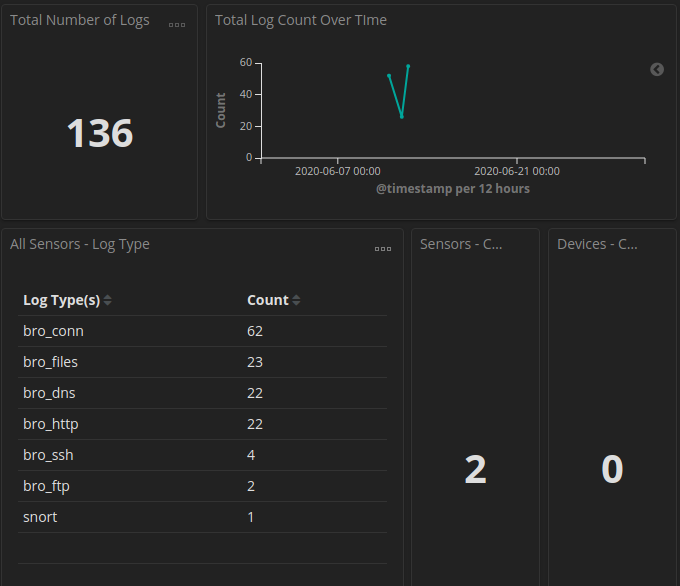 Total Number of Logs
136
Total Log Count Over TIme
60
40
20
0
Count
2020-06-07 00:00 2020-06-21 00:00
@timestamp per 12 hours
All Sensors - Log Type
Log Type(s) Count
bro_conn 62
bro_files 23
bro_dns 22
bro_http 22
bro_ssh 4
bro_ftp 2
snort 1
Sensors - C...
2
Devices - C...
0